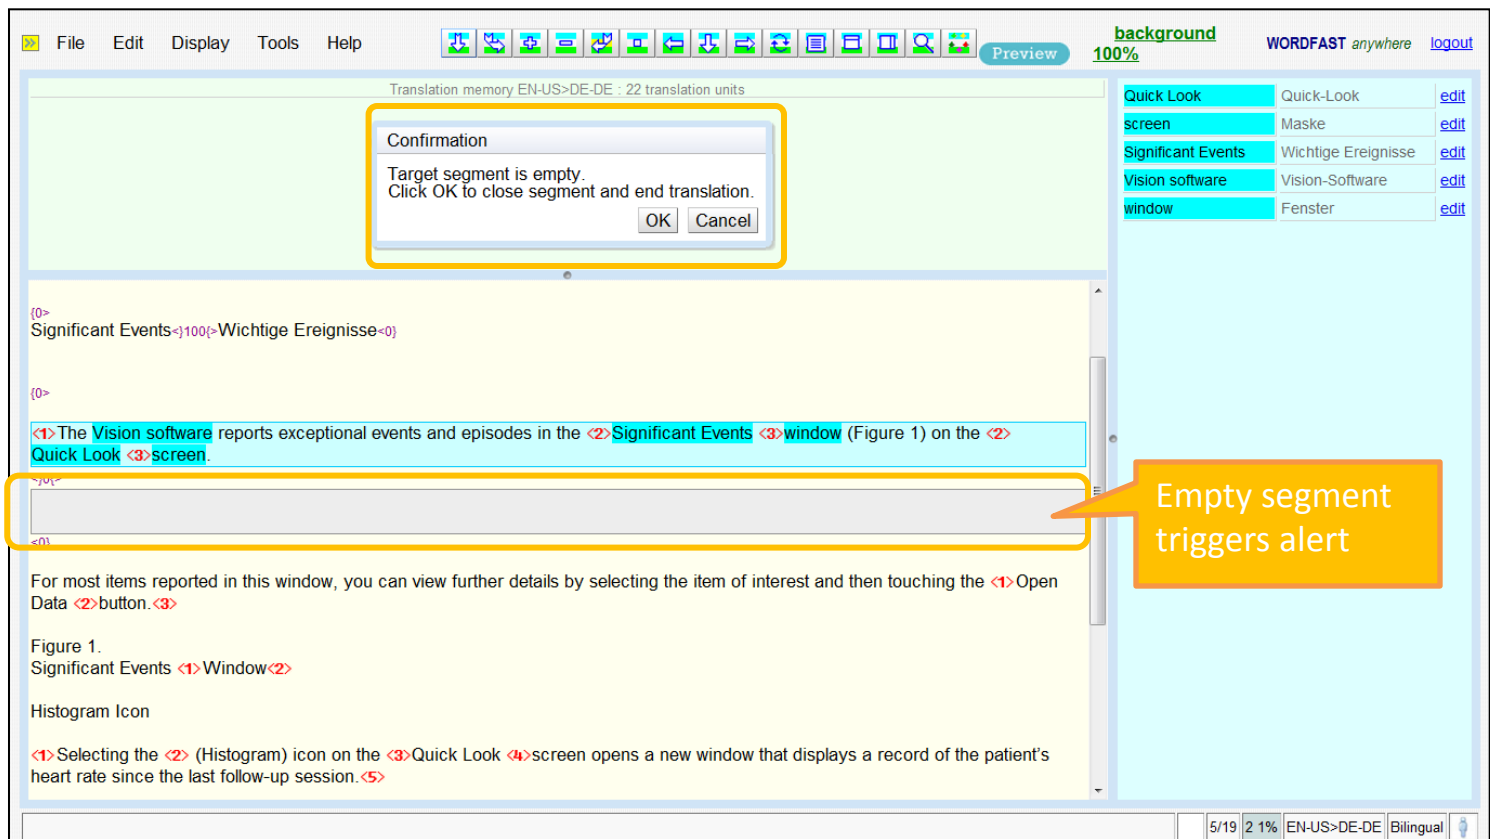 File Edit Display Tools Help Preview background 100% WORDFAST anywhere logout
Translation memory EN-US>DE-DE : 22 translation units
Confirmation
Target segment is empty.
Click OK to close segment and end translation.
OK Cancel
Quick Look Quick-Look edit
screen Maske edit
Significant Events Wichtige Ereignisse edit
Vision software Vision-Software edit
window Fenster edit
{0>
Significant Events<}100{>Wichtige Ereignisse<0}
{0>
<1>The Vision software reports exceptional events and episodes in the <2>Significant Events <3>window (Figure 1) on the <2>
Quick Look <3>screen.
<}0{>
<0}
Empty segment
triggers alert
For most items reported in this window, you can view further details by selecting the item of interest and then touching the <1>Open
Data <2>button.<3>
Figure 1.
Significant Events <1>Window<2>
Histogram Icon
<1>Selecting the <2> (Histogram) icon on the <3>Quick Look <4>screen opens a new window that displays a record of the patient's
heart rate since the last follow-up session.<5>
5/19 2 1% EN-US>DE-DE Bilingual